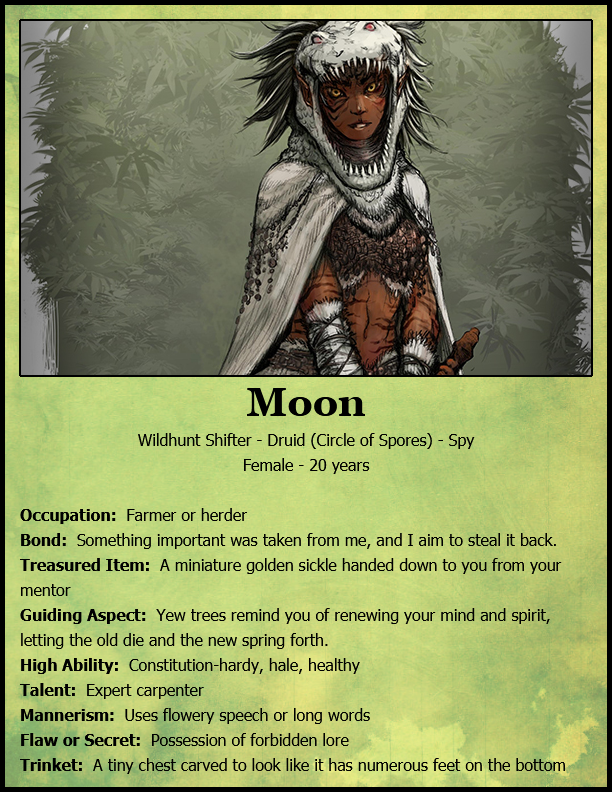 Moon
Wildhunt Shifter - Druid (Circle of Spores) - Spy
Female - 20 years
Occupation: Farmer or herder
Bond: Something important was taken from me, and I aim to steal it back.
Treasured Item: A miniature golden sickle handed down to you from your
mentor
Guiding Aspect: Yew trees remind you of renewing your mind and spirit,
letting the old die and the new spring forth.
High Ability: Constitution-hardy, hale, healthy
Talent: Expert carpenter
Mannerism: Uses flowery speech or long words
Flaw or Secret: Possession of forbidden lore
Trinket: A tiny chest carved to look like it has numerous feet on the bottom